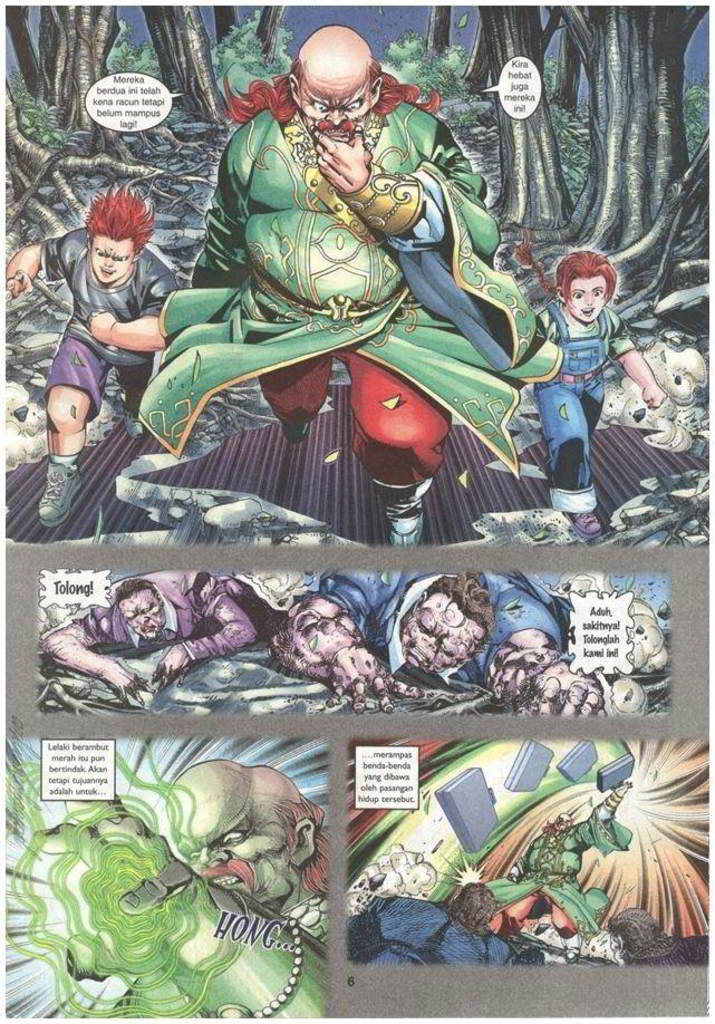 Mereka
berdua ini telah
kena racun tetapi
belum mampus
lagi!
Kira
hebat
juga
mereka
ini!
Tolong!
Aduh,
sakitnya!
Tolonglah
kami ini!
Lelaki berambut
merah itu pun
bertindak. Akan
tetapi tujuannya
adalah untuk...
HONG...
....merampas
benda-benda
yang dibawa
oleh pasangan
hidup tersebut.
6